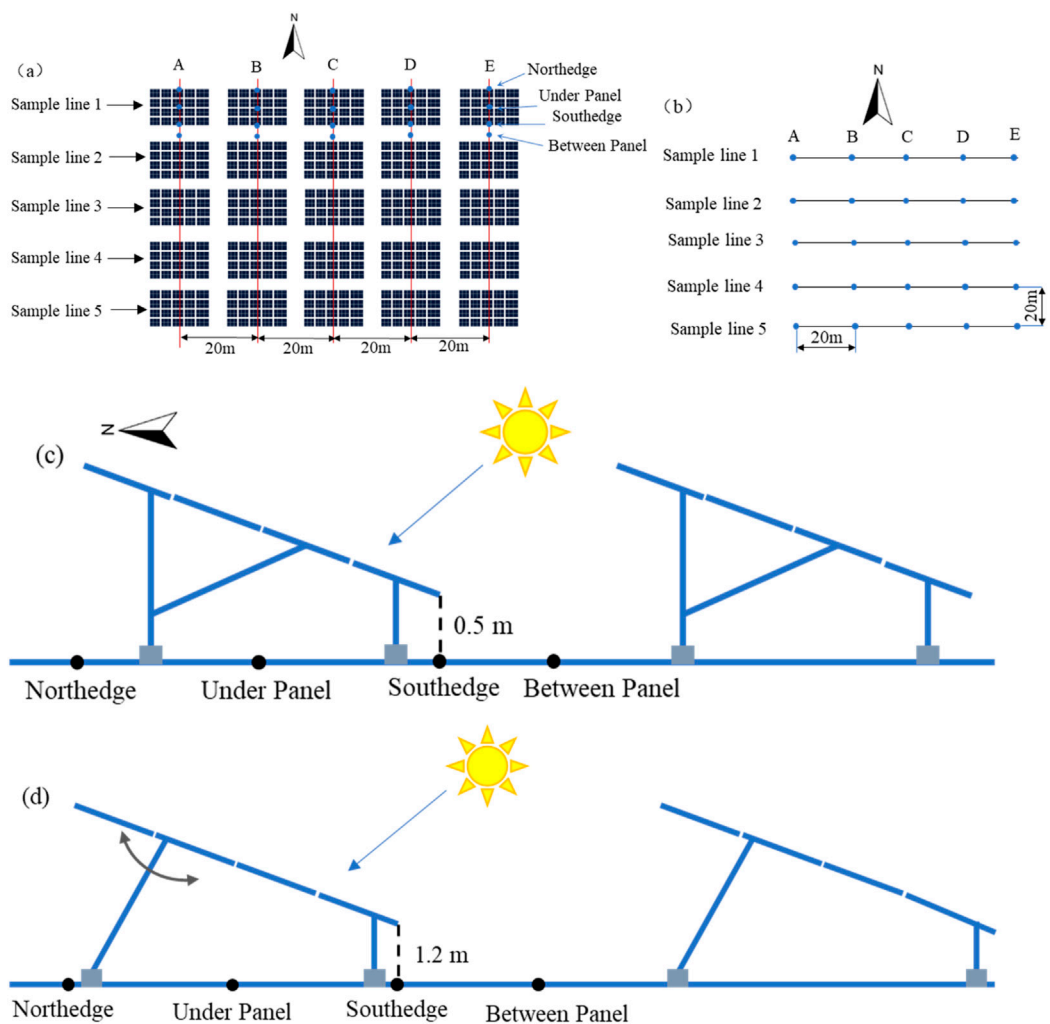 (a)
N
A B C D E
Northedge
Sample line 1
Under Panel
Southedge
Between Panel
Sample line 2
Sample line 3
Sample line 4
Sample line 5
20m 20m 20m 20m
(b)
N
A B C D E
Sample line 1
Sample line 2
Sample line 3
Sample line 4
20m
Sample line 5
20m
(c)
N
0.5 m
Northedge Under Panel Southedge Between Panel
(d)
1.2 m
Northedge Under Panel Southedge Between Panel